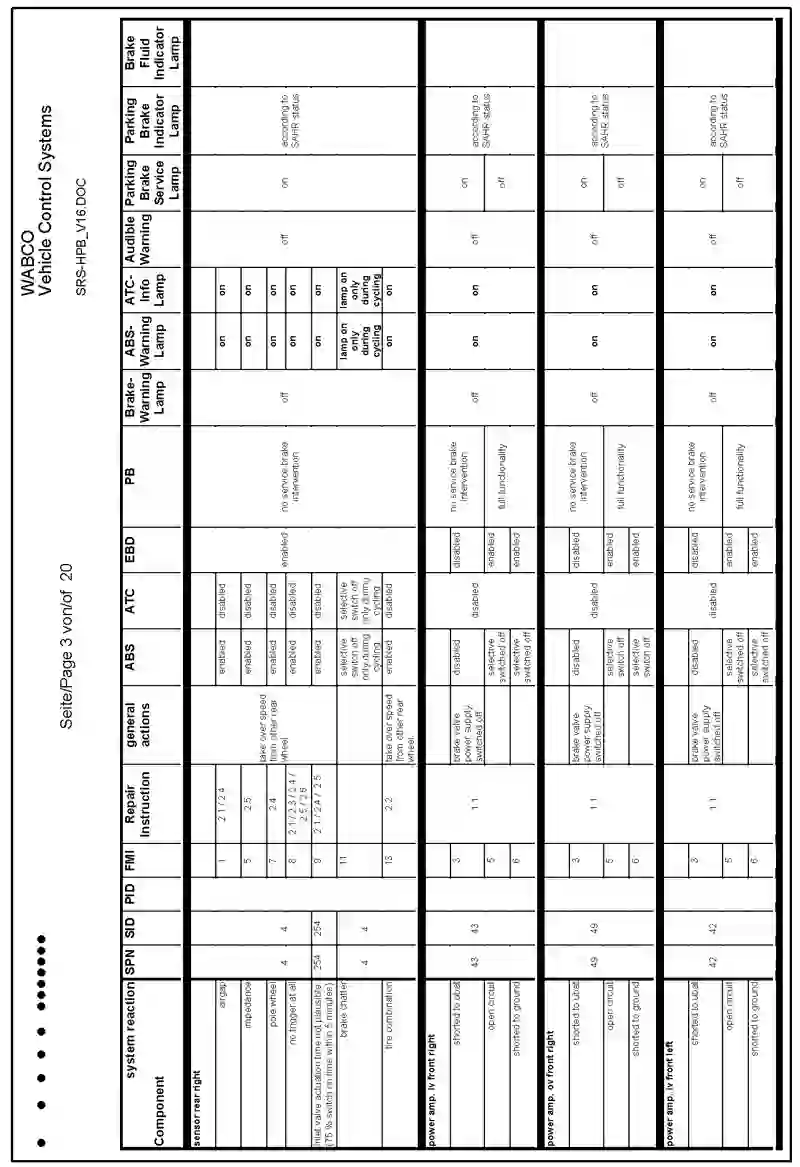 WABCO
Vehicle Control Systems
SRS-HPB_V16.DOC
Seite/Page 3 von/of 20
system reaction
Component
SPN
SID
PID
FMI
Repair
Instruction
general
actions
ABS
ATC
EBD
PB
Brake-
Warning
Lamp
ABS-
Warning
Lamp
ATC-
Info
Lamp
Audible
Warning
Parking
Brake
Service
Lamp
Parking
Brake
Indicator
Lamp
Brake
Fluid
Indicator
Lamp
sensor rear right
airgap
1
2.1 / 2.4
enabled
disabled
on
on
impedance
5
2.5
enabled
disabled
on
on
pole wheel
7
2.4
enabled
disabled
on
on
no trigger at all
8
2.1 / 2.3 / 2.4 /
2.5 / 2.6
enabled
disabled
on
on
4
4
take over speed
from other rear
wheel
enabled
no service brake
intervention
off
off
on
according to
SAHR-status
inlet valve actuation time not plausible
(75 % switch on time within 5 minutes)
254
254
9
2.1 / 2.4 / 2.5
enabled
disabled
on
on
brake chatter
4
4
11
selective
switch off
only during
cycling
selective
switch off
only during
cycling
lamp on
only
during
cycling
lamp on
only
during
cycling
tire combination
13
2.2
take over speed
from other rear
wheel.
enabled
disabled
on
on
power amp. iv front right
shorted to ubat
3
brake valve
power supply
switched off
disabled
disabled
no service brake
intervention
on
open circuit
43
43
5
1.1
selective
switched off
disabled
enabled
full functionality
off
on
on
off
off
according to
SAHR-status
shorted to ground
6
selective
switched off
enabled
power amp. ov front right
shorted to ubat
3
brake valve
power supply
switched off
disabled
disabled
no service brake
intervention
on
open circuit
49
49
5
1.1
selective
switch off
disabled
enabled
full functionality
off
on
on
off
off
according to
SAHR-status
shorted to ground
6
selective
switch off
enabled
power amp. iv front left
shorted to ubat
3
brake valve
power supply
switched off
disabled
disabled
no service brake
intervention
on
open circuit
42
42
5
1.1
selective
switched off
disabled
enabled
full functionality
off
on
on
off
off
according to
SAHR-status
shorted to ground
6
selective
switched off
enabled